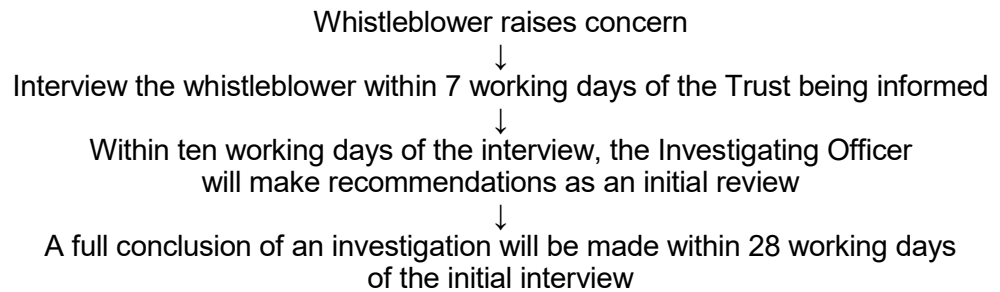 Whistleblower raises concern
↓
Interview the whistleblower within 7 working days of the Trust being informed
↓
Within ten working days of the interview, the Investigating Officer
will make recommendations as an initial review
↓
A full conclusion of an investigation will be made within 28 working days
of the initial interview